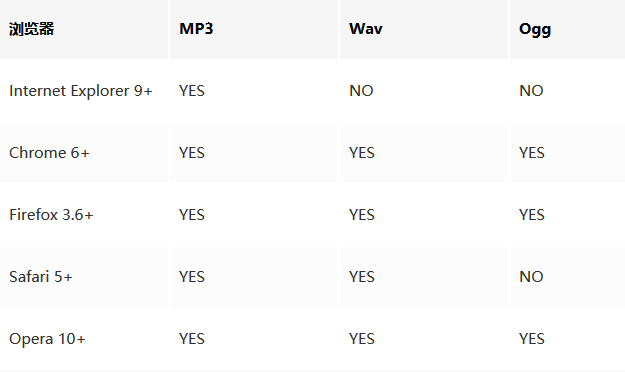 浏览器 MP3 Wav Ogg
Internet Explorer 9+ YES NO NO
Chrome 6+ YES YES YES
Firefox 3.6+ YES YES YES
Safari 5+ YES YES NO
Opera 10+ YES YES YES